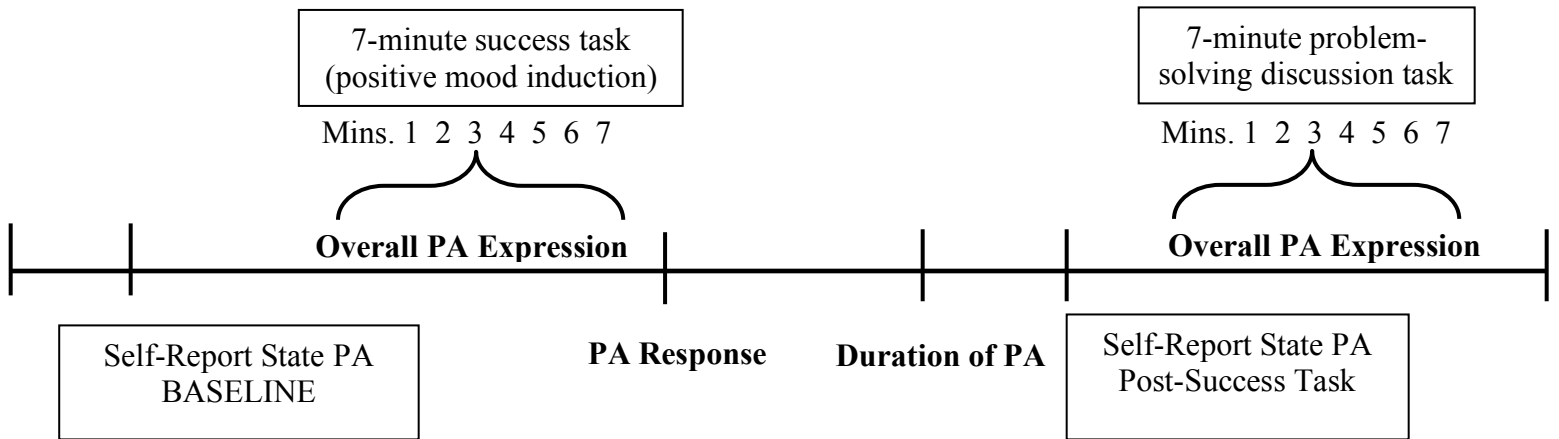 7-minute success task
(positive mood induction)
Mins. 1 2 3 4 5 6 7
Overall PA Expression
7-minute problem-
solving discussion task
Mins. 1 2 3 4 5 6 7
Overall PA Expression
Self-Report State PA
BASELINE
PA Response
Duration of PA
Self-Report State PA
Post-Success Task